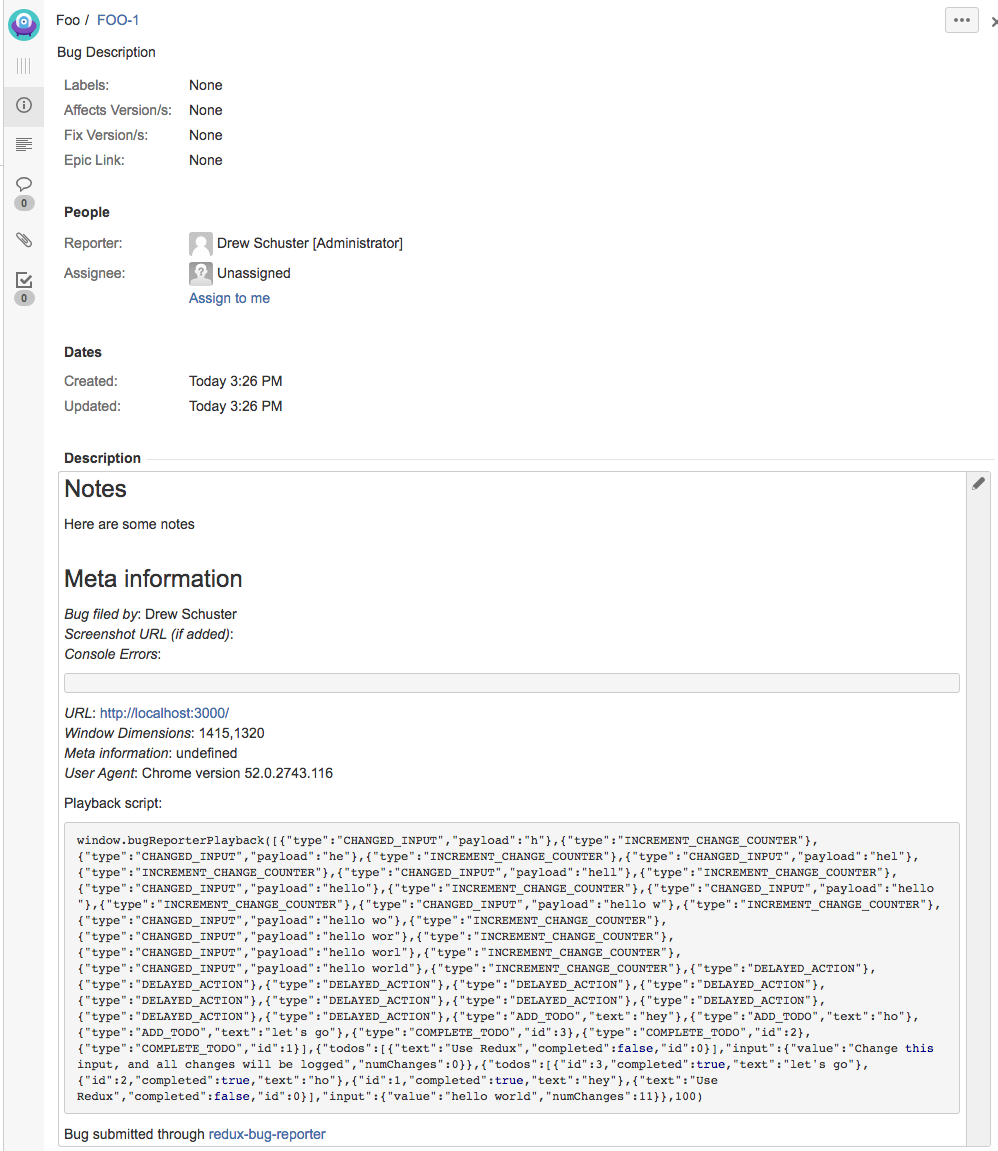 Foo / FOO-1
Bug Description
Labels: None
Affects Version/s: None
Fix Version/s: None
Epic Link: None
0
0
People
Reporter: Drew Schuster [Administrator]
Assignee: Unassigned
Assign to me
Dates
Created: Today 3:26 PM
Updated: Today 3:26 PM
Description
Notes
Here are some notes
Meta information
Bug filed by: Drew Schuster
Screenshot URL (if added):
Console Errors:
URL: http://localhost:3000/
Window Dimensions: 1415,1320
Meta information: undefined
User Agent: Chrome version 52.0.2743.116
Playback script:
window.bugReporterPlayback([{"type":"CHANGED_INPUT","payload":"h"},{"type":"INCREMENT_CHANGE_COUNTER"},
{"type":"CHANGED_INPUT","payload":"he"},{"type":"INCREMENT_CHANGE_COUNTER"},{"type":"CHANGED_INPUT","payload":"hel"},
{"type":"INCREMENT_CHANGE_COUNTER"},{"type":"CHANGED_INPUT","payload":"hell"},{"type":"INCREMENT_CHANGE_COUNTER"},
{"type":"CHANGED_INPUT","payload":"hello"},{"type":"INCREMENT_CHANGE_COUNTER"},{"type":"CHANGED_INPUT","payload":"hello
"},{"type":"INCREMENT_CHANGE_COUNTER"},{"type":"CHANGED_INPUT","payload":"hello w"},{"type":"INCREMENT_CHANGE_COUNTER"},
{"type":"CHANGED_INPUT","payload":"hello wo"},{"type":"INCREMENT_CHANGE_COUNTER"},
{"type":"CHANGED_INPUT","payload":"hello wor"},{"type":"INCREMENT_CHANGE_COUNTER"},
{"type":"CHANGED_INPUT","payload":"hello worl"},{"type":"INCREMENT_CHANGE_COUNTER"},
{"type":"CHANGED_INPUT","payload":"hello world"},{"type":"INCREMENT_CHANGE_COUNTER"},{"type":"DELAYED_ACTION"},
{"type":"DELAYED_ACTION"},{"type":"DELAYED_ACTION"},{"type":"DELAYED_ACTION"},{"type":"DELAYED_ACTION"},
{"type":"DELAYED_ACTION"},{"type":"DELAYED_ACTION"},{"type":"DELAYED_ACTION"},{"type":"DELAYED_ACTION"},
{"type":"DELAYED_ACTION"},{"type":"DELAYED_ACTION"},{"type":"ADD_TODO","text":"hey"},{"type":"ADD_TODO","text":"ho"},
{"type":"ADD_TODO","text":"let's go"},{"type":"COMPLETE_TODO","id":3},{"type":"COMPLETE_TODO","id":2},
{"type":"COMPLETE_TODO","id":1}],{"todos":[{"text":"Use Redux","completed":false,"id":0}],"input":{"value":"Change this
input, and all changes will be logged","numChanges":0}},{"todos":[{"id":3,"completed":true,"text":"let's go"},
{"id":2,"completed":true,"text":"ho"},{"id":1,"completed":true,"text":"hey"},{"text":"Use
Redux","completed":false,"id":0}],"input":{"value":"hello world","numChanges":11}},100)
Bug submitted through redux-bug-reporter